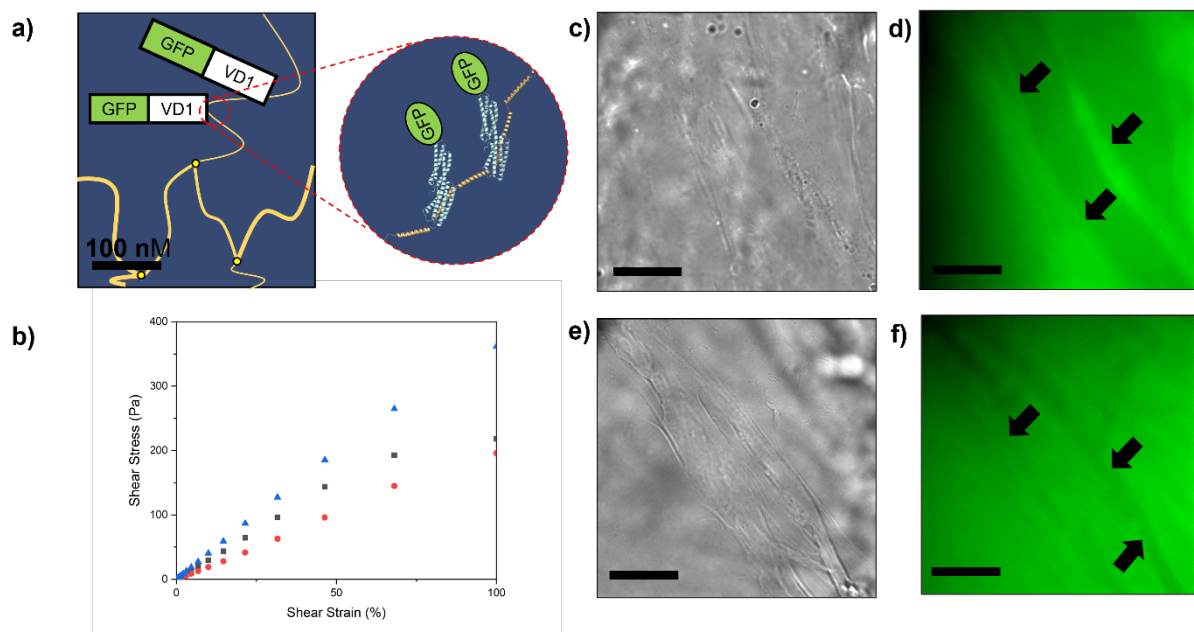 a)
GFP
VD1
GFP
VD1
100 nM
GFP
GFP
b)
400
300
200
100
0
0
50
100
Shear Stress (Pa)
Shear Strain (%)
c)
d)
e)
f)